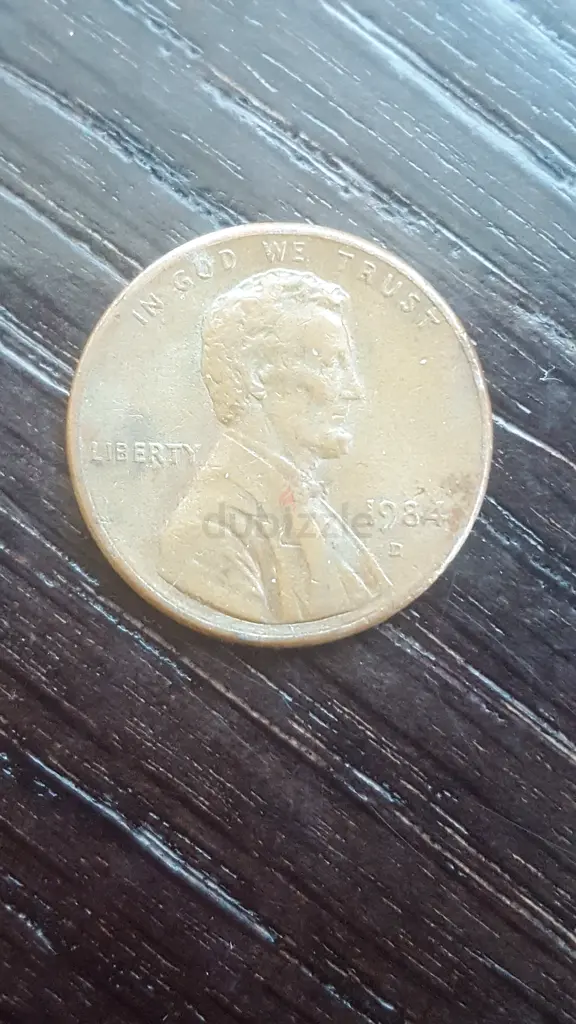 IN GOD WE TRUST
LIBERTY
1984
D
dubizzle